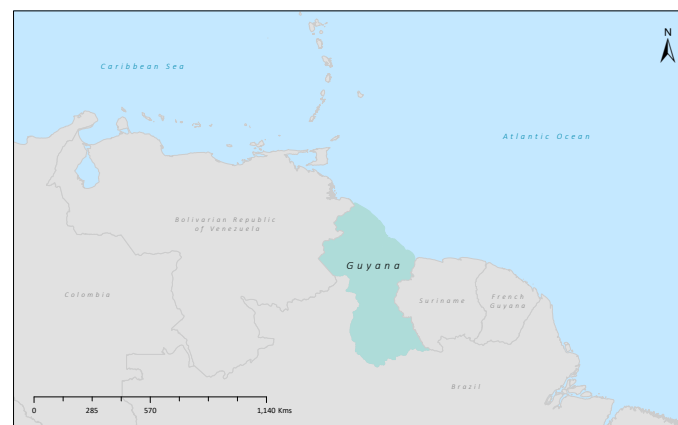 N
Caribbean Sea
Atlantic Ocean
Bolivarian Republic
of Venezuela
Guyana
Colombia
Suriname
French
Guyana
Brazil
0 285 570 1,140 Kms